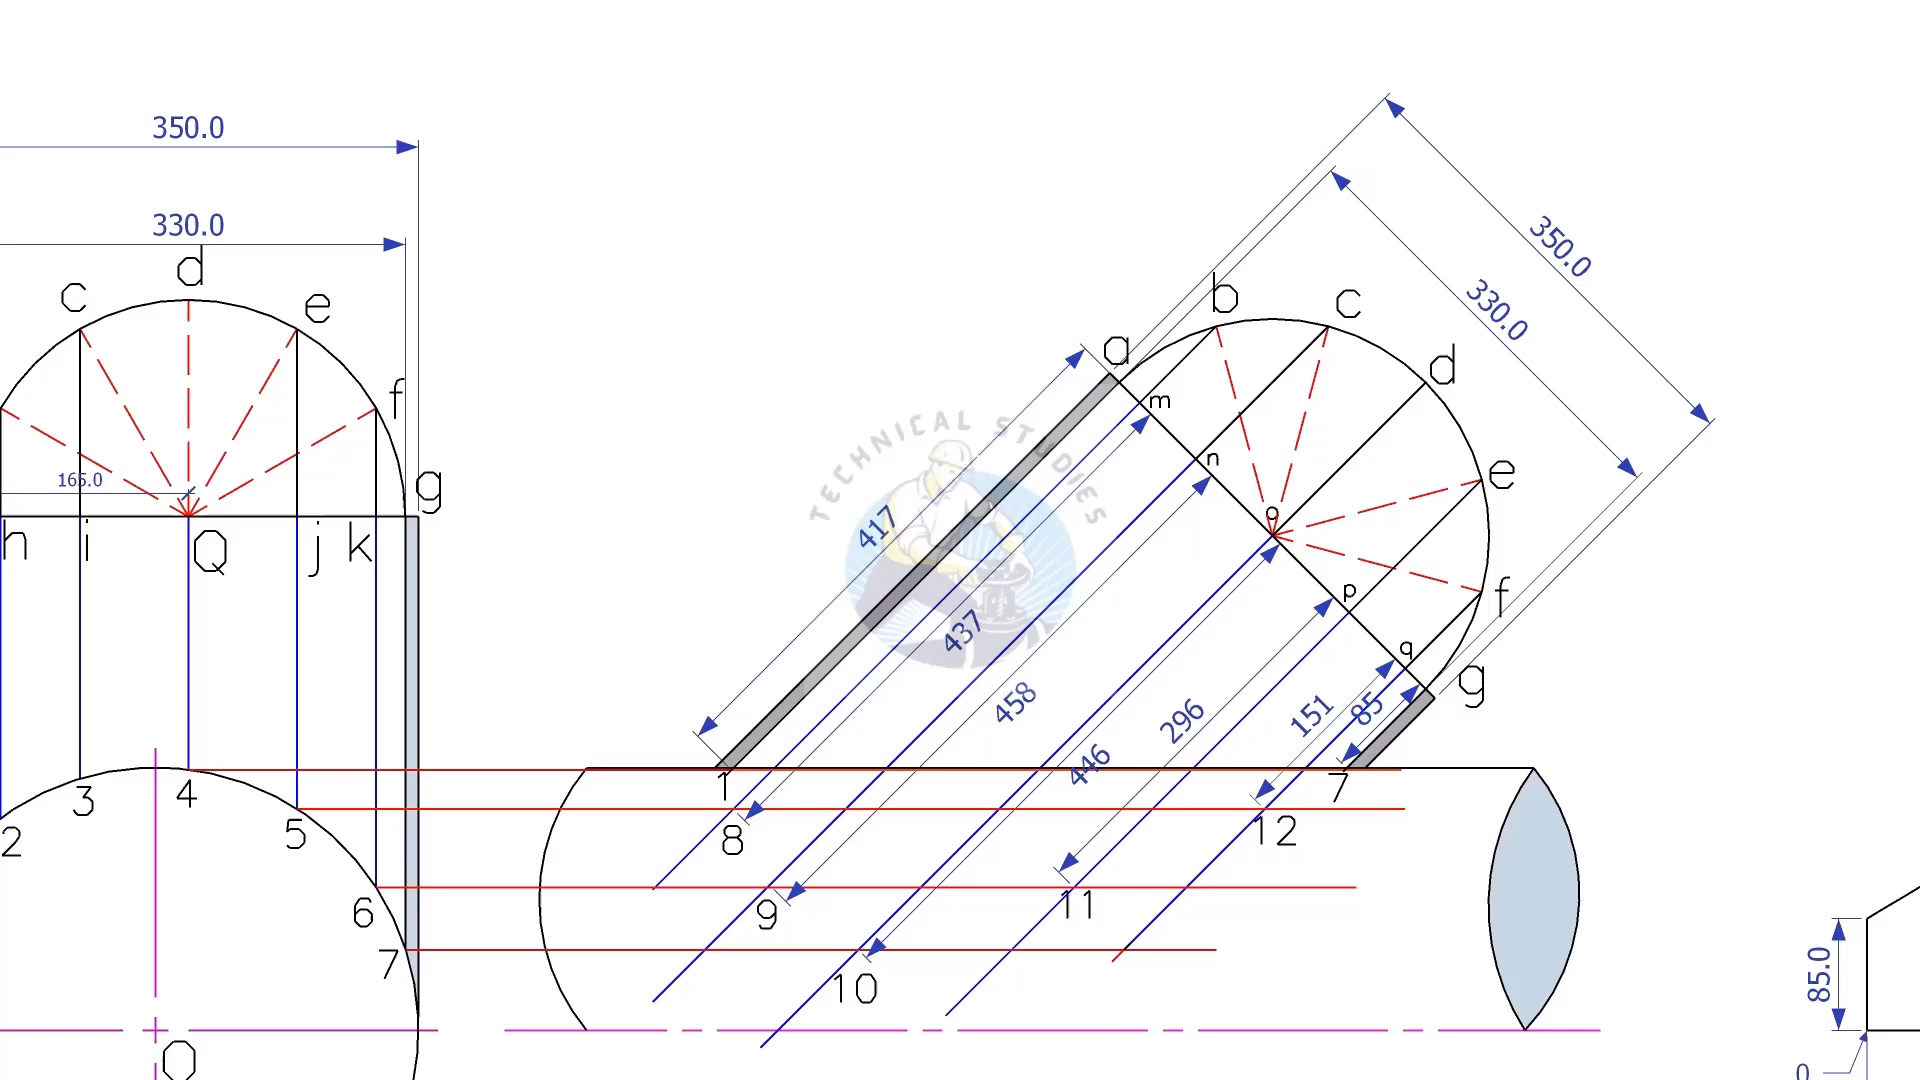 350.0
330.0
d
c
e
f
165.0
g
h
i
Q
j
k
2
3
4
5
6
7
O
350.0
330.0
a
b
c
d
e
f
g
m
n
o
p
q
TECHNICAL STUDIES
417
437
458
446
296
151
85
1
8
9
10
11
12
7
85.0
0